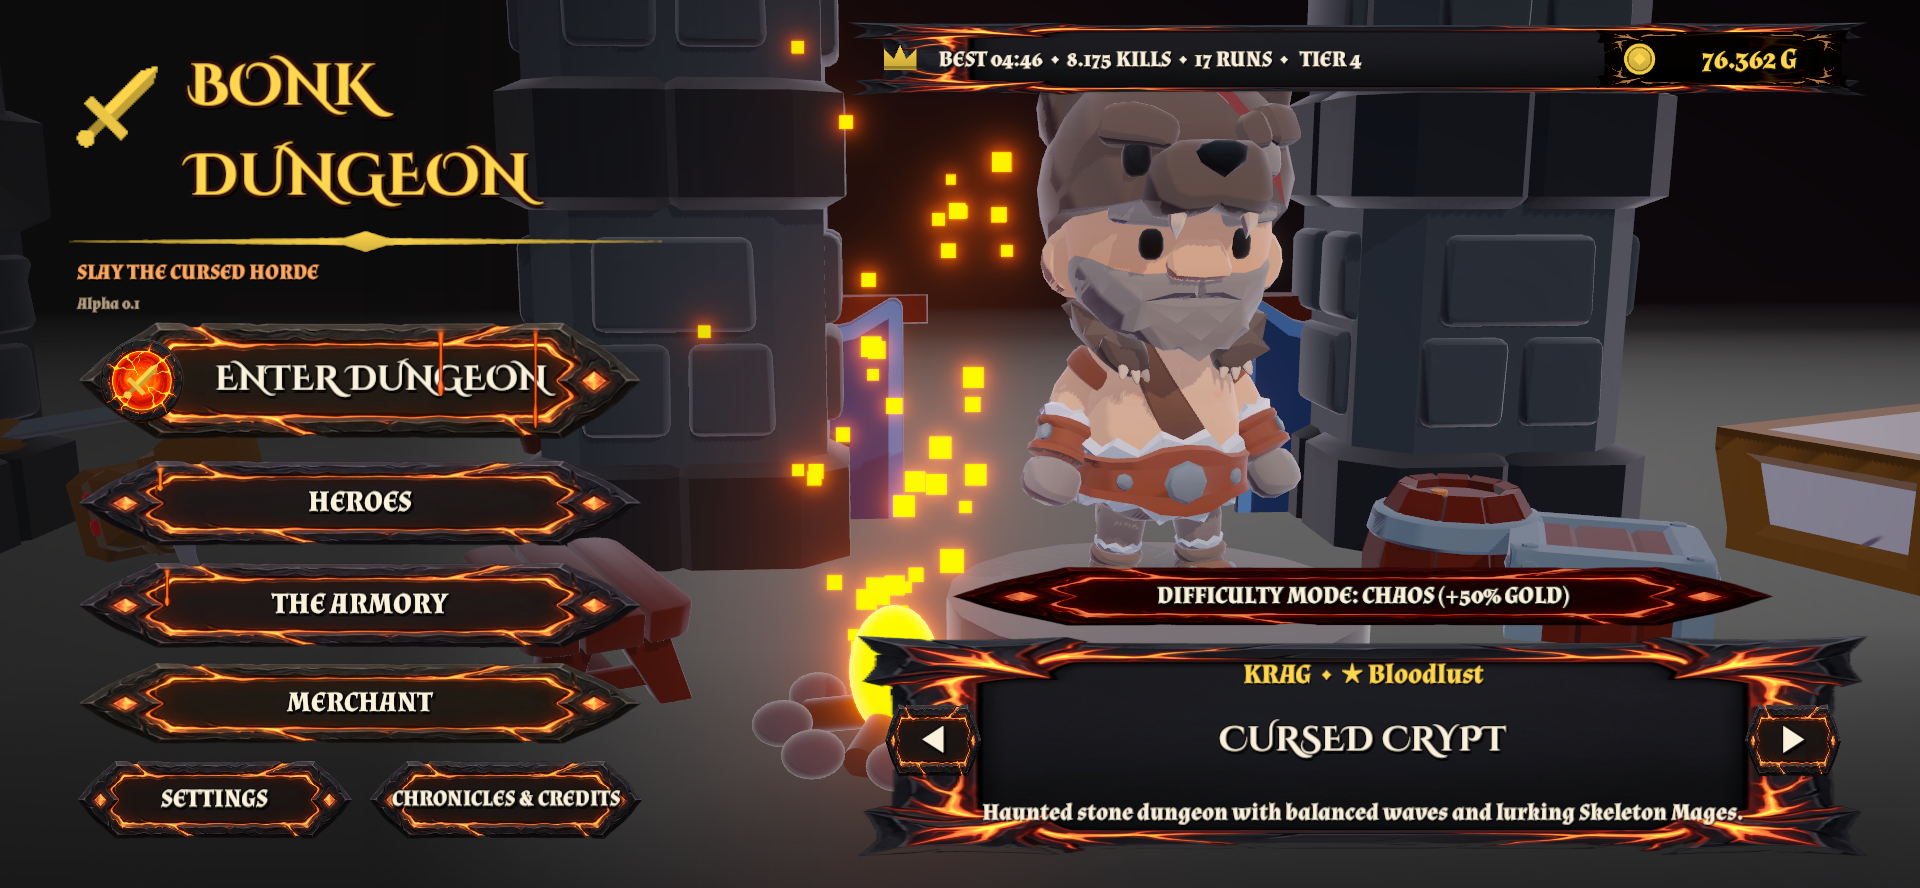 BONK
DUNGEON
SLAY THE CURSED HORDE
Alpha 0.1
ENTER DUNGEON
HEROES
THE ARMORY
MERCHANT
SETTINGS
CHRONICLES & CREDITS
BEST 04:46 • 8.175 KILLS • 17 RUNS • TIER 4
76.362 G
DIFFICULTY MODE: CHAOS (+50% GOLD)
KRAG • ★ Bloodlust
CURSED CRYPT
Haunted stone dungeon with balanced waves and lurking Skeleton Mages.